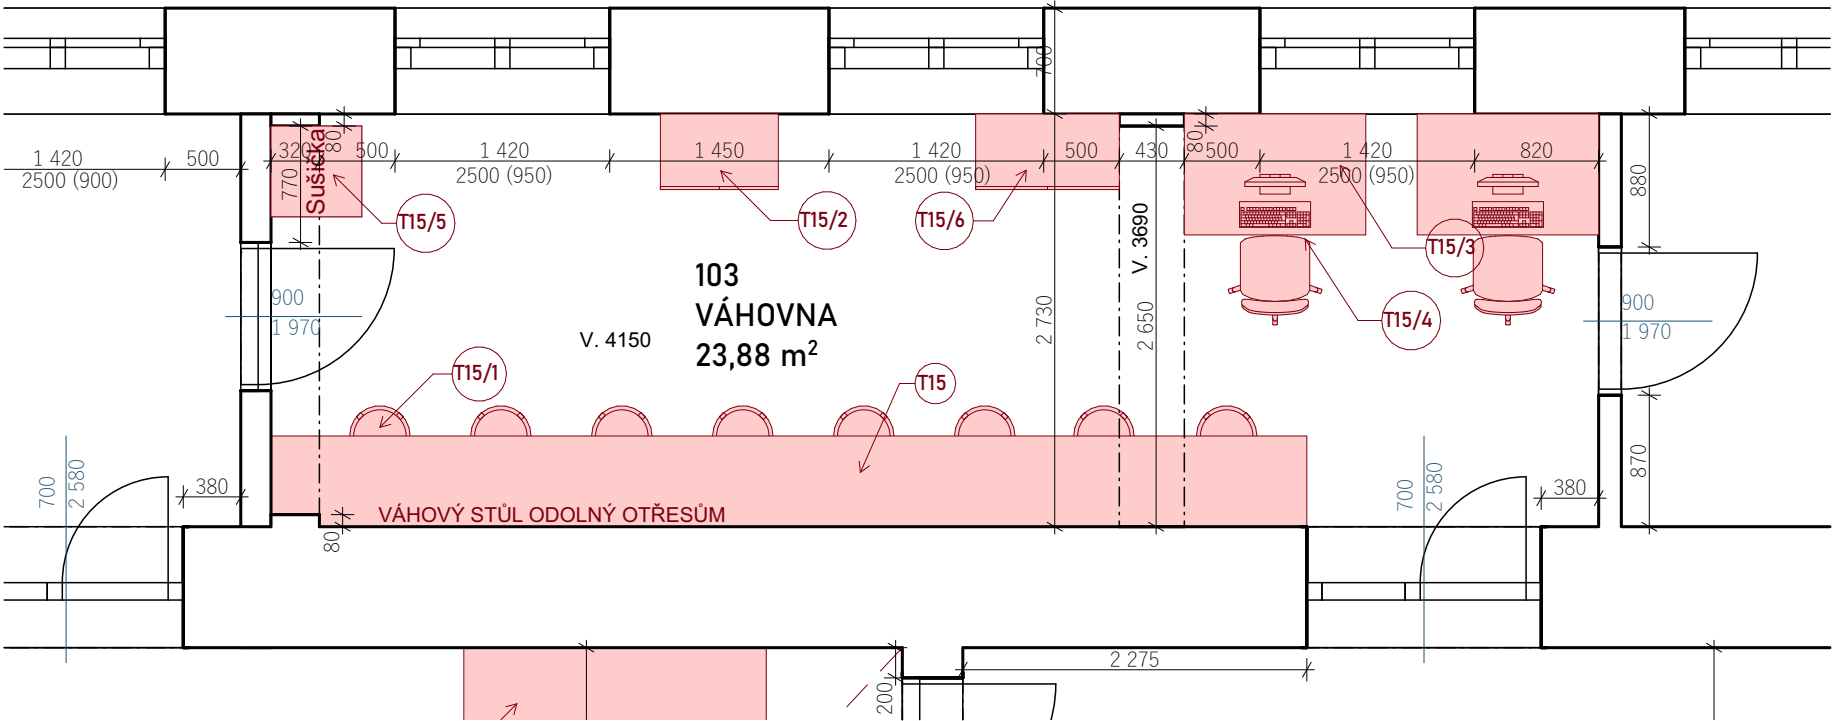 700
320
80
500
1 420
2500 (950)
1 450
1 420
2500 (950)
500
430
80
500
1 420
2500 (950)
820
1 420
2500 (900)
500
770
Sušička
880
T15/5
T15/2
T15/6
V. 3690
T15/3
103
VÁHOVNA
23,88 m²
V. 4150
900
1 970
2 730
2 650
T15/4
900
1 970
T15/1
T15
700
2 580
380
VÁHOVÝ STŮL ODOLNÝ OTŘESŮM
80
700
2 580
380
870
2 275
200